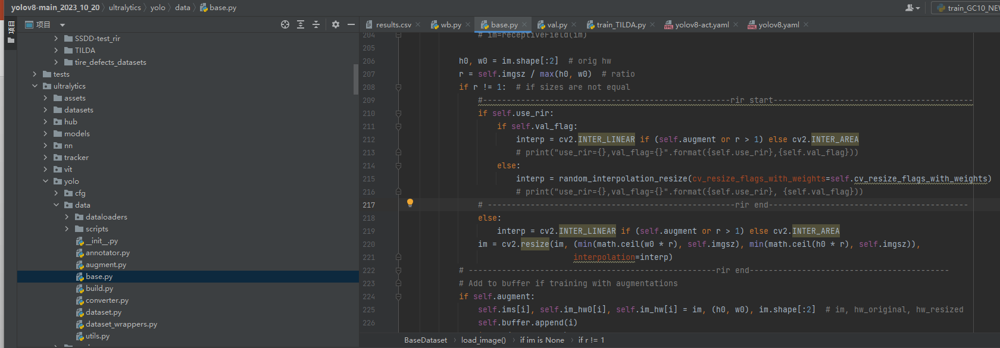 yolov8-main_2023_10_20 ultralytics yolo data base.py
train_GC10_NEW
项目
项目
results.csv wb.py base.py val.py train_TILDA.py yolov8-act.yaml yolov8.yaml
SSDD-test_rir
TILDA
tire_defects_datasets
tests
ultralytics
assets
datasets
hub
models
nn
tracker
vit
yolo
cfg
data
dataloaders
scripts
__init__.py
annotator.py
augment.py
base.py
build.py
converter.py
dataset.py
dataset_wrappers.py
utils.py
204 # im=receptiveField(im)
205
206 h0, w0 = im.shape[:2]  # orig hw
207 r = self.imgsz / max(h0, w0)  # ratio
208 if r != 1:  # if sizes are not equal
209 #----------------------------------------------------rir start------------------------------------------
210 if self.use_rir:
211 if self.val_flag:
212 interp = cv2.INTER_LINEAR if (self.augment or r > 1) else cv2.INTER_AREA
213 # print("use_rir={},val_flag={}".format({self.use_rir},{self.val_flag}))
214 else:
215 interp = random_interpolation_resize(cv_resize_flags_with_weights=self.cv_resize_flags_with_weights)
216 # print("use_rir={},val_flag={}".format({self.use_rir}, {self.val_flag}))
217 # ----------------------------------------------------rir end------------------------------------------
218 else:
219 interp = cv2.INTER_LINEAR if (self.augment or r > 1) else cv2.INTER_AREA
220 im = cv2.resize(im, (min(math.ceil(w0 * r), self.imgsz), min(math.ceil(h0 * r), self.imgsz)),
221 interpolation=interp)
222 # ----------------------------------------------------rir end------------------------------------------
223 # Add to buffer if training with augmentations
224 if self.augment:
225 self.ims[i], self.im_hw0[i], self.im_hw[i] = im, (h0, w0), im.shape[:2]  # im, hw_original, hw_resized
226 self.buffer.append(i)
BaseDataset load_image() if im is None if r != 1